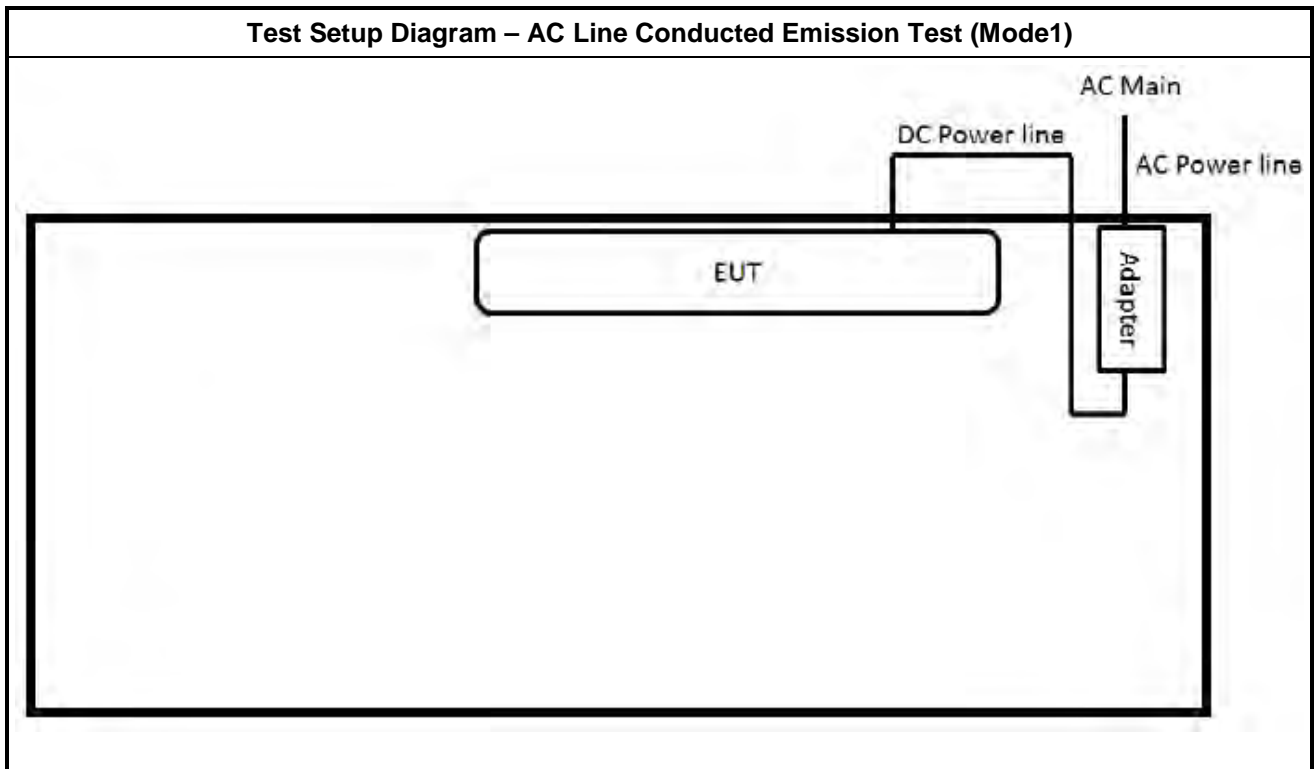 Test Setup Diagram – AC Line Conducted Emission Test (Mode1)
AC Main
DC Power line
AC Power line
EUT
Adapter